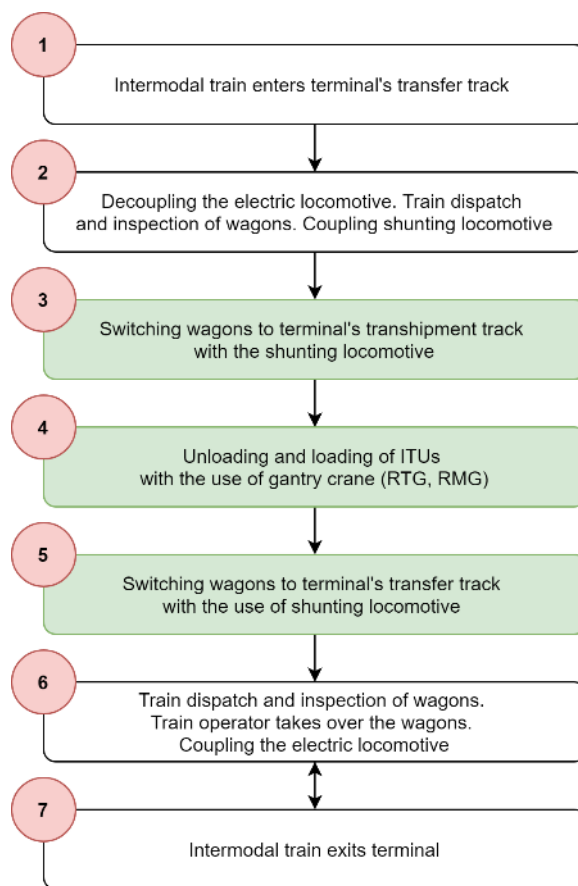 1
Intermodal train enters terminal's transfer track
2
Decoupling the electric locomotive. Train dispatch
and inspection of wagons. Coupling shunting locomotive
3
Switching wagons to terminal's transhipment track
with the shunting locomotive
4
Unloading and loading of ITUs
with the use of gantry crane (RTG, RMG)
5
Switching wagons to terminal's transfer track
with the use of shunting locomotive
6
Train dispatch and inspection of wagons.
Train operator takes over the wagons.
Coupling the electric locomotive
7
Intermodal train exits terminal